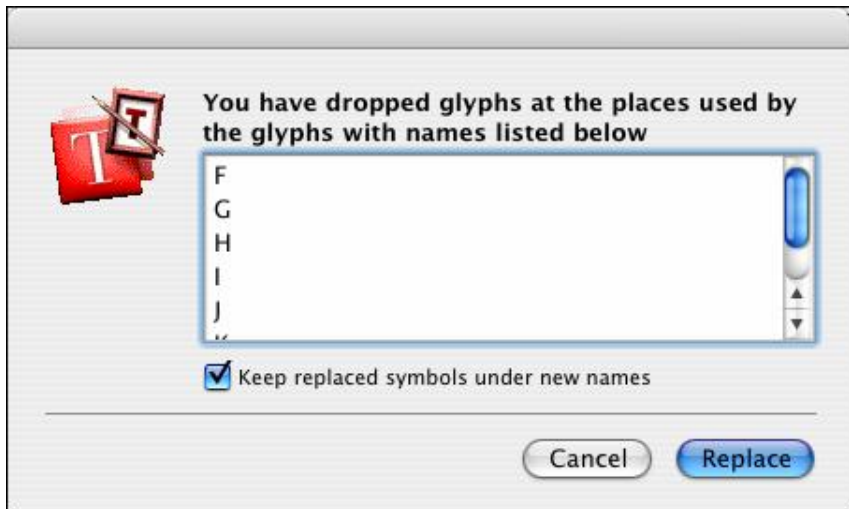 You have dropped glyphs at the places used by
the glyphs with names listed below
F
G
H
I
J
Keep replaced symbols under new names
Cancel
Replace